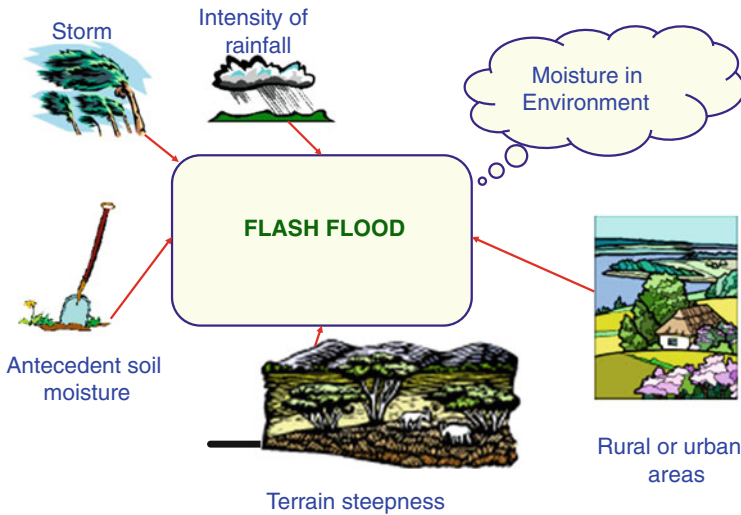 Storm
Intensity of
rainfall
Moisture in
Environment
FLASH FLOOD
Antecedent soil
moisture
Terrain steepness
Rural or urban
areas